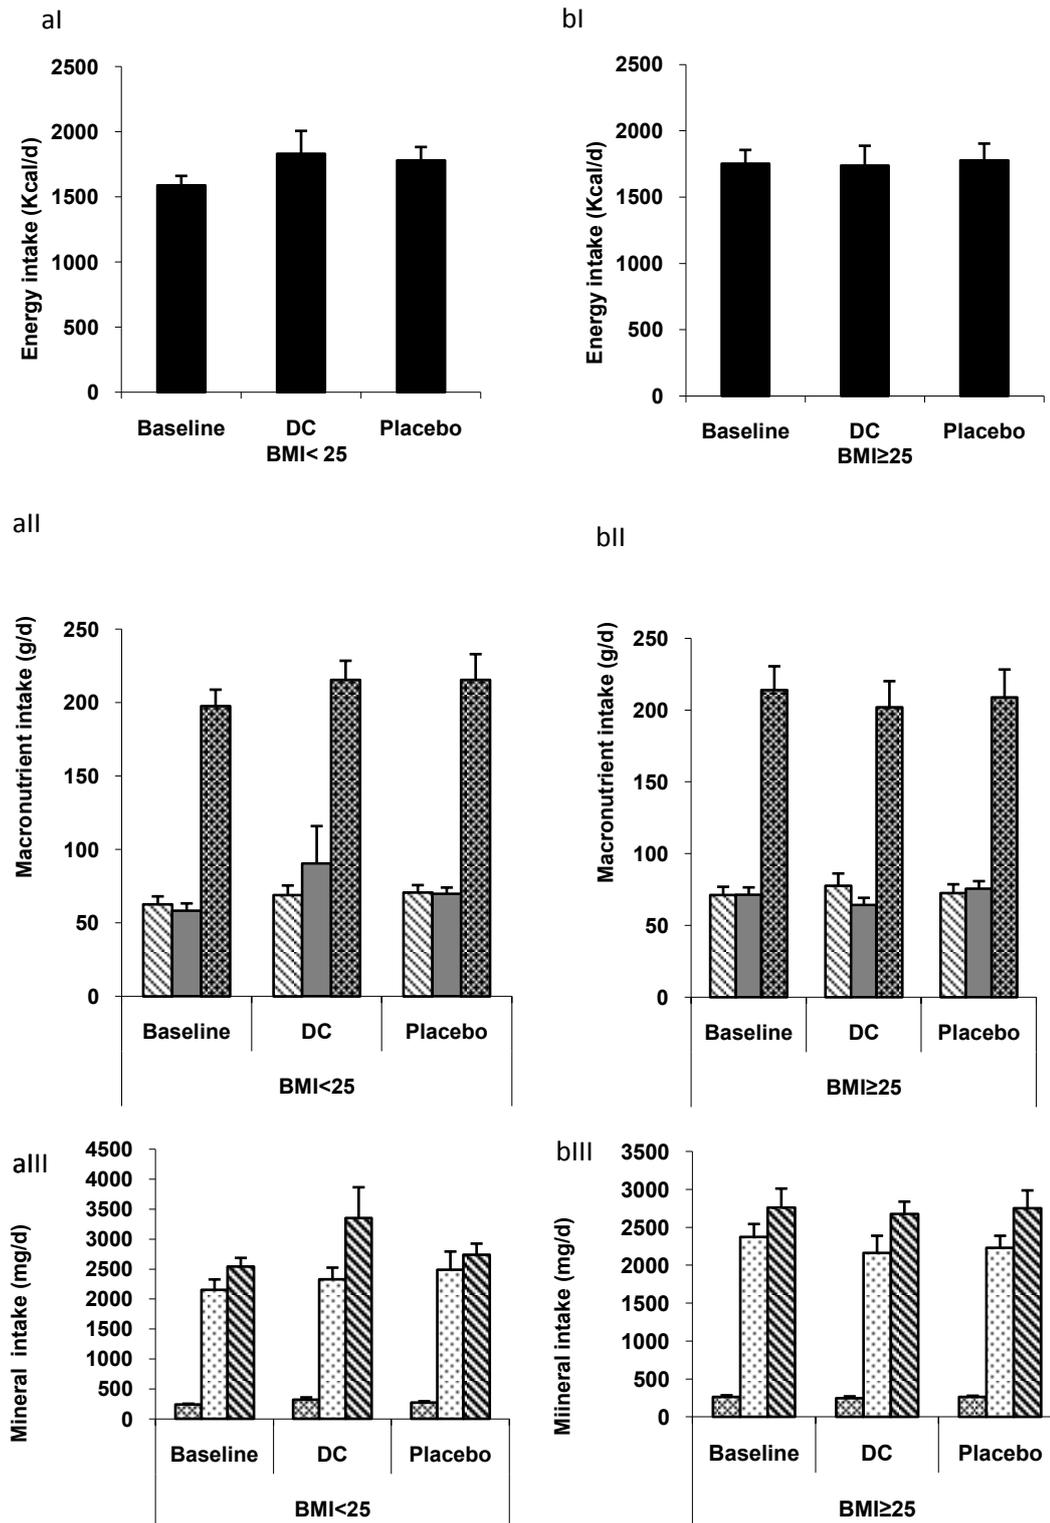 aI
Energy intake (Kcal/d)
2500
2000
1500
1000
500
0
Baseline DC Placebo
BMI< 25
bI
Energy intake (Kcal/d)
2500
2000
1500
1000
500
0
Baseline DC Placebo
BMI≥25
aII
Macronutrient intake (g/d)
250
200
150
100
50
0
Baseline DC Placebo
BMI<25
bII
Macronutrient intake (g/d)
250
200
150
100
50
0
Baseline DC Placebo
BMI≥25
aIII
Mineral intake (mg/d)
4500
4000
3500
3000
2500
2000
1500
1000
500
0
Baseline DC Placebo
BMI<25
bIII
Miineral intake (mg/d)
3500
3000
2500
2000
1500
1000
500
0
Baseline DC Placebo
BMI≥25